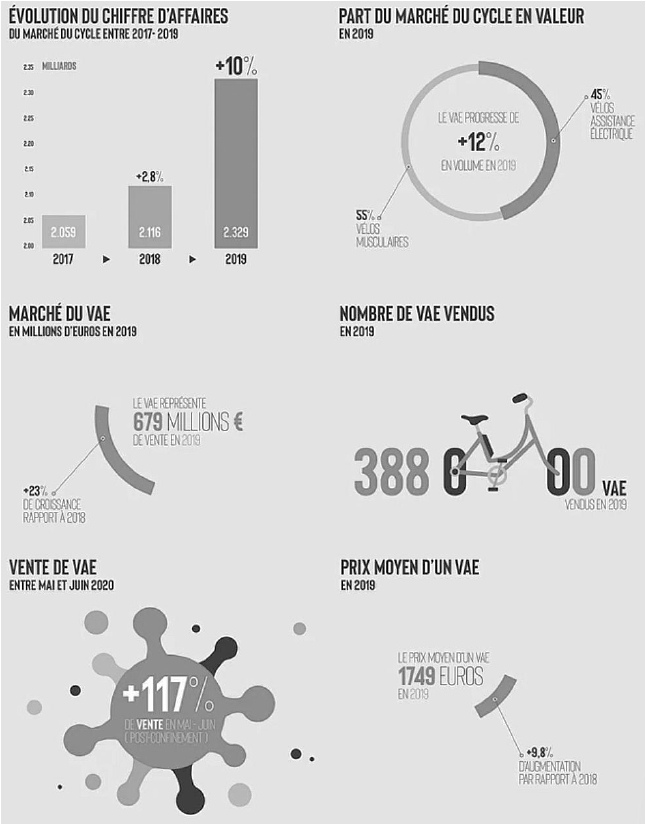 ÉVOLUTION DU CHIFFRE D'AFFAIRES
DU MARCHÉ DU CYCLE ENTRE 2017- 2019
2.35 MILLIARDS
2.30
2.25
2.20
2.15
2.10
2.05
2.00
+2,8%
+10%
2.059
2.116
2.329
2017
2018
2019
PART DU MARCHÉ DU CYCLE EN VALEUR
EN 2019
LE VAE PROGRESSE DE
+12%
EN VOLUME EN 2019
45%
VÉLOS
ASSISTANCE
ÉLECTRIQUE
55%
VÉLOS
MUSCULAIRES
MARCHÉ DU VAE
EN MILLIONS D'EUROS EN 2019
LE VAE REPRÉSENTE
679 MILLIONS €
DE VENTE EN 2019
+23%
DE CROISSANCE
RAPPORT À 2018
NOMBRE DE VAE VENDUS
EN 2019
388 000 VAE
VENDUS EN 2019
VENTE DE VAE
ENTRE MAI ET JUIN 2020
+117%
DE VENTE EN MAI - JUIN
( POST-CONFINEMENT )
PRIX MOYEN D'UN VAE
EN 2019
LE PRIX MOYEN D'UN VAE
1749 EUROS
EN 2019
+9,8%
D'AUGMENTATION
PAR RAPPORT À 2018